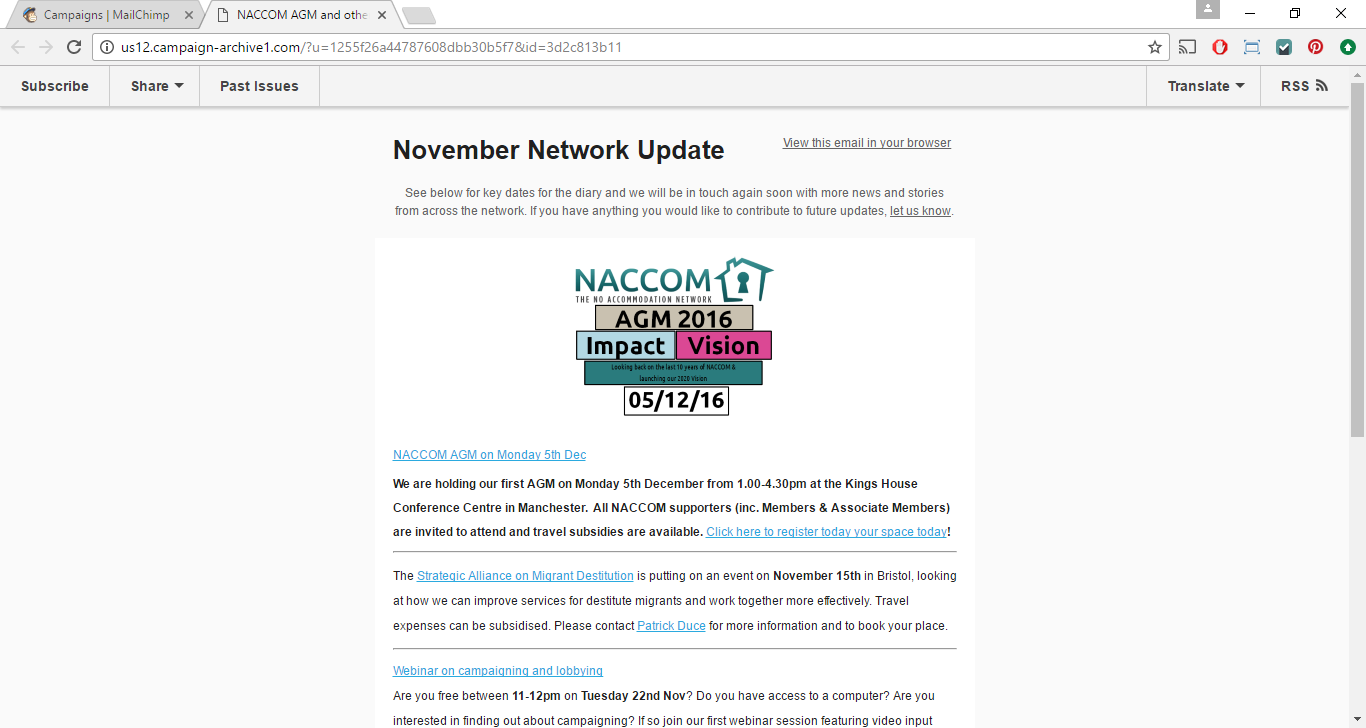 Campaigns | MailChimp
NACCOM AGM and othe
us12.campaign-archive1.com/?u=1255f26a44787608dbb30b5f7&id=3d2c813b11
Subscribe Share Past Issues Translate RSS
November Network Update
View this email in your browser
See below for key dates for the diary and we will be in touch again soon with more news and stories
from across the network. If you have anything you would like to contribute to future updates, let us know.
NACCOM
THE NO ACCOMMODATION NETWORK
AGM 2016
Impact Vision
Looking back on the last 10 years of NACCOM &
launching our 2020 Vision
05/12/16
NACCOM AGM on Monday 5th Dec
We are holding our first AGM on Monday 5th December from 1.00-4.30pm at the Kings House
Conference Centre in Manchester. All NACCOM supporters (inc. Members & Associate Members)
are invited to attend and travel subsidies are available. Click here to register today your space today!
The Strategic Alliance on Migrant Destitution is putting on an event on November 15th in Bristol, looking
at how we can improve services for destitute migrants and work together more effectively. Travel
expenses can be subsidised. Please contact Patrick Duce for more information and to book your place.
Webinar on campaigning and lobbying
Are you free between 11-12pm on Tuesday 22nd Nov? Do you have access to a computer? Are you
interested in finding out about campaigning? If so join our first webinar session featuring video input